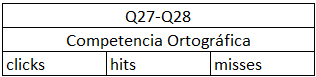 Q27-Q28
Competencia Ortográfica
clicks hits misses